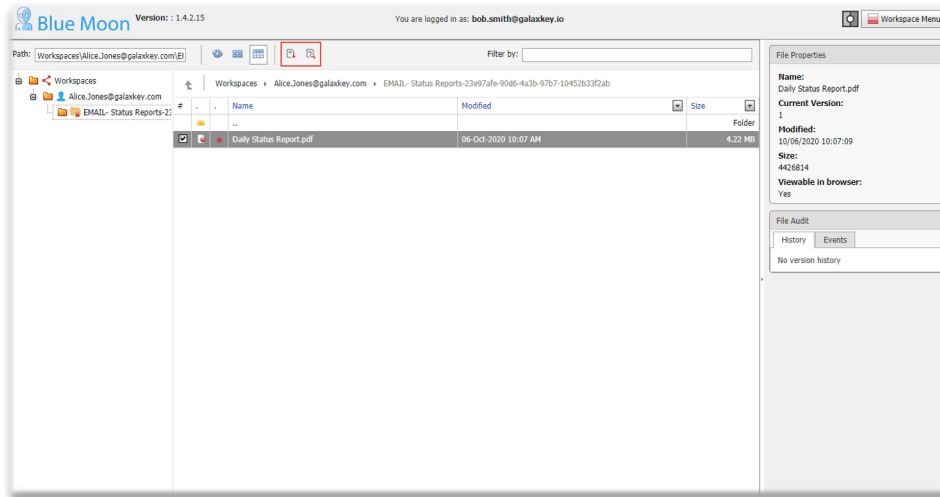 Blue Moon Version: : 1.4.2.15 You are logged in as: bob.smith@galaxkey.io Workspace Menu
Path: Workspaces\Alice.Jones@galaxkey.com\El Filter by:
Workspaces
Alice.Jones@galaxkey.com
EMAIL- Status Reports-23
Workspaces Alice.Jones@galaxkey.com EMAIL- Status Reports-23e97afe-90d6-4a3b-97b7-10452b33f2ab
# . . Name Modified Size
.. Folder
Daily Status Report.pdf 06-Oct-2020 10:07 AM 4.22 MB
File Properties
Name:
Daily Status Report.pdf
Current Version:
1
Modified:
10/06/2020 10:07:09
Size:
4426814
Viewable in browser:
Yes
File Audit
History Events
No version history